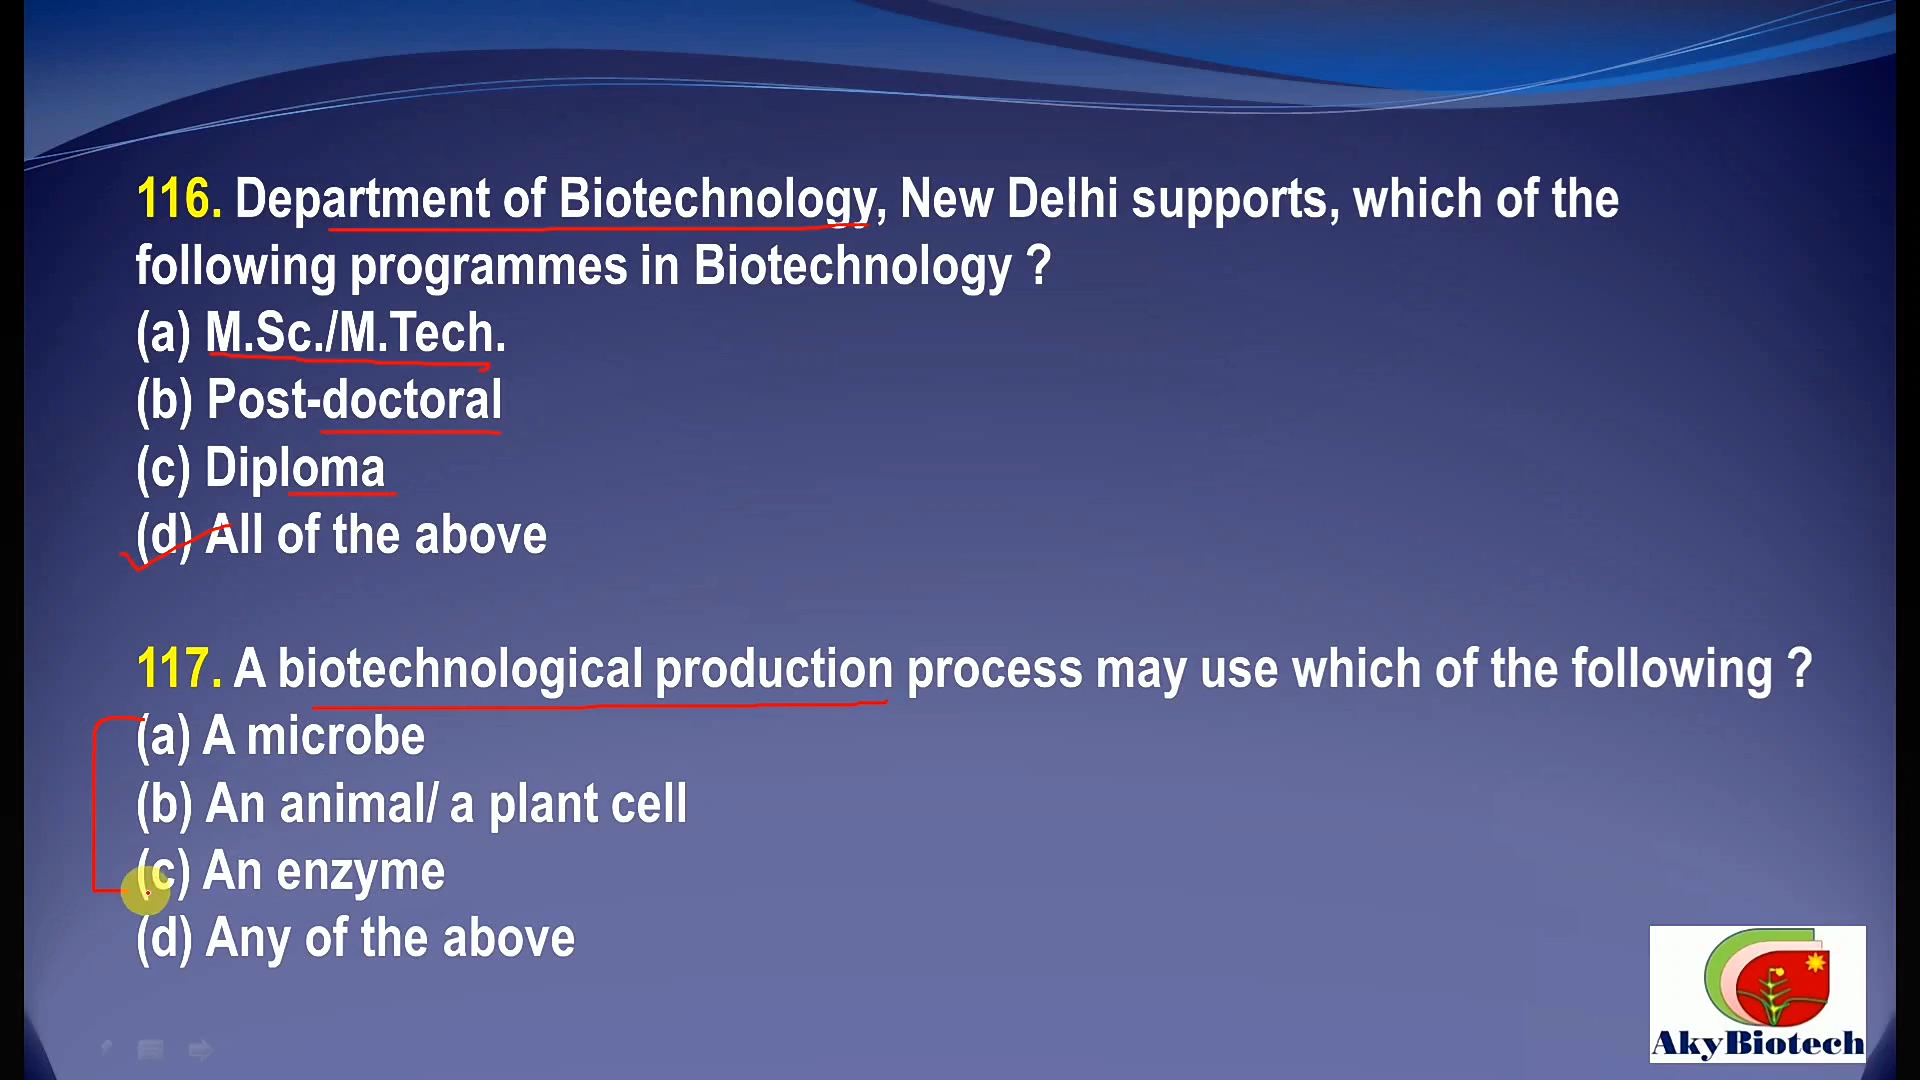 116. Department of Biotechnology, New Delhi supports, which of the
following programmes in Biotechnology ?
(a) M.Sc./M.Tech.
(b) Post-doctoral
(c) Diploma
(d) All of the above
117. A biotechnological production process may use which of the following ?
(a) A microbe
(b) An animal/ a plant cell
(c) An enzyme
(d) Any of the above
AkyBiotech